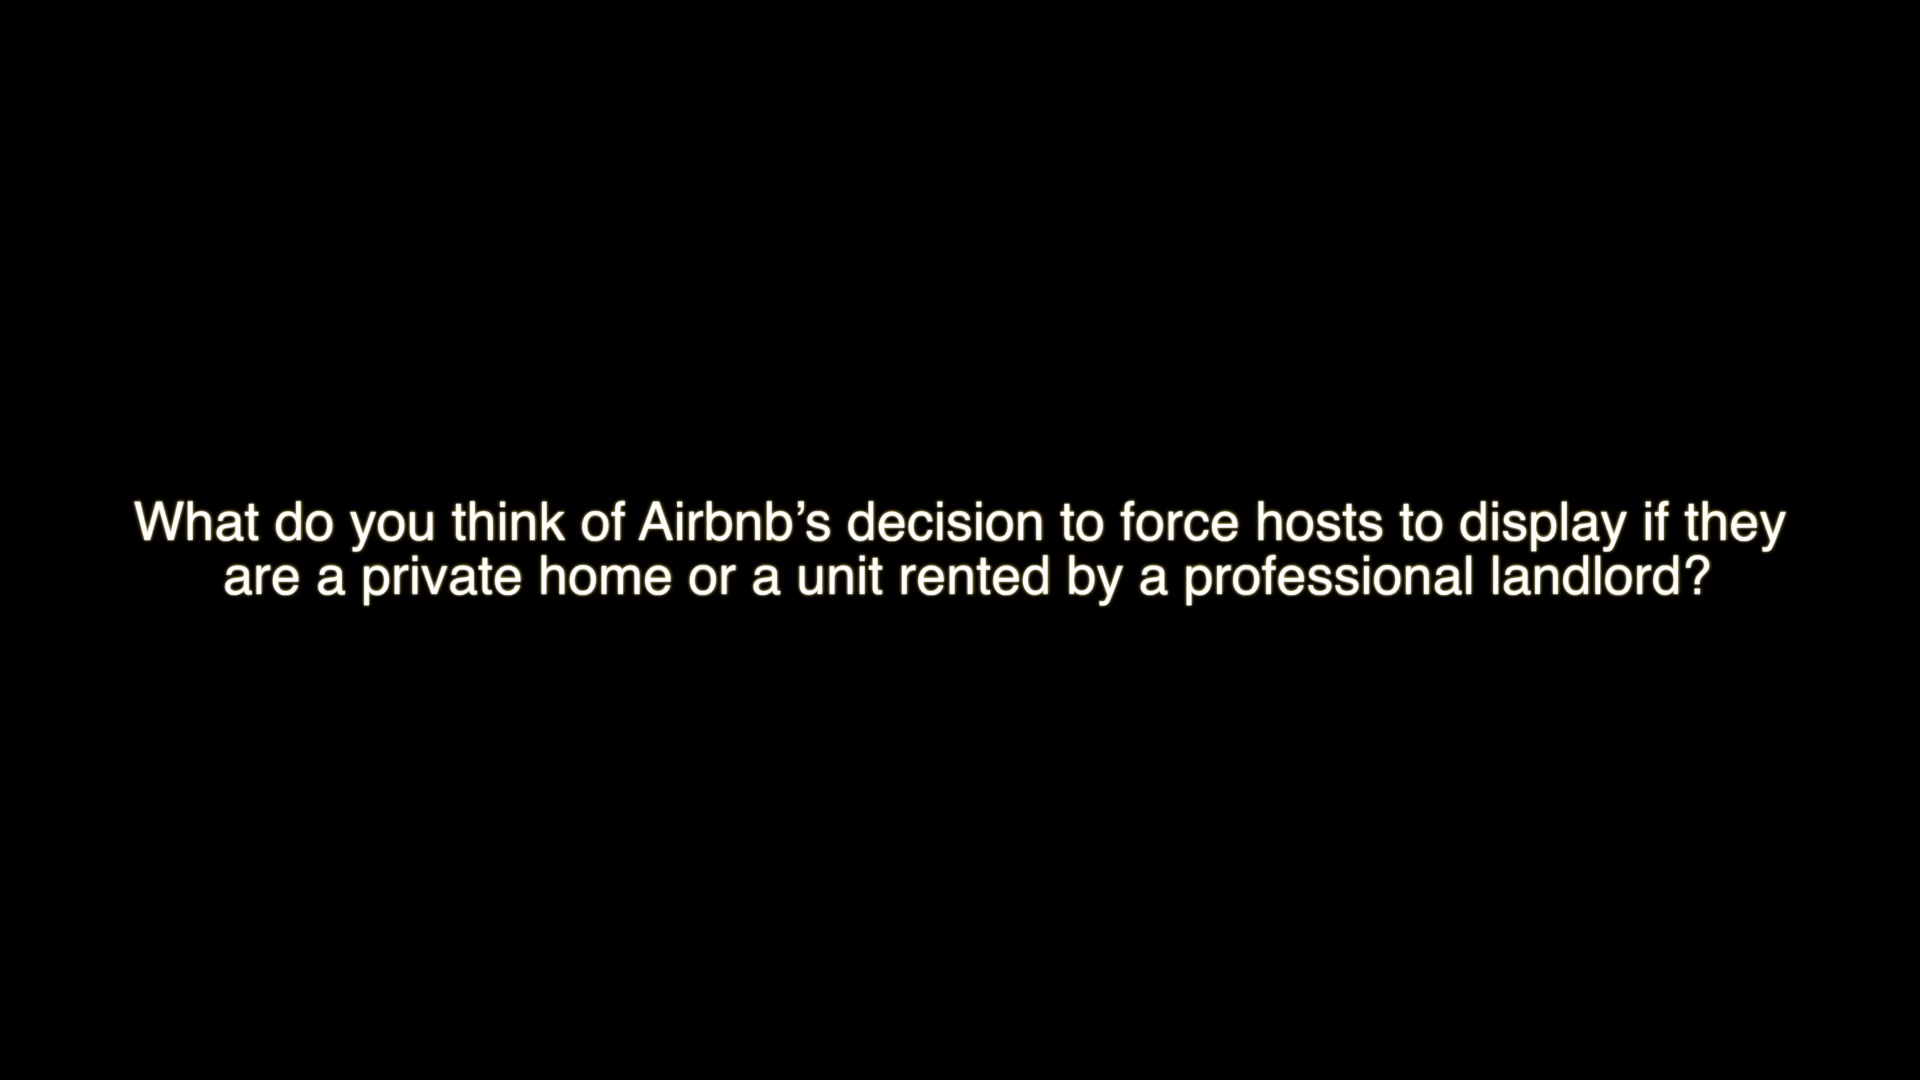 What do you think of Airbnb’s decision to force hosts to display if they
are a private home or a unit rented by a professional landlord?